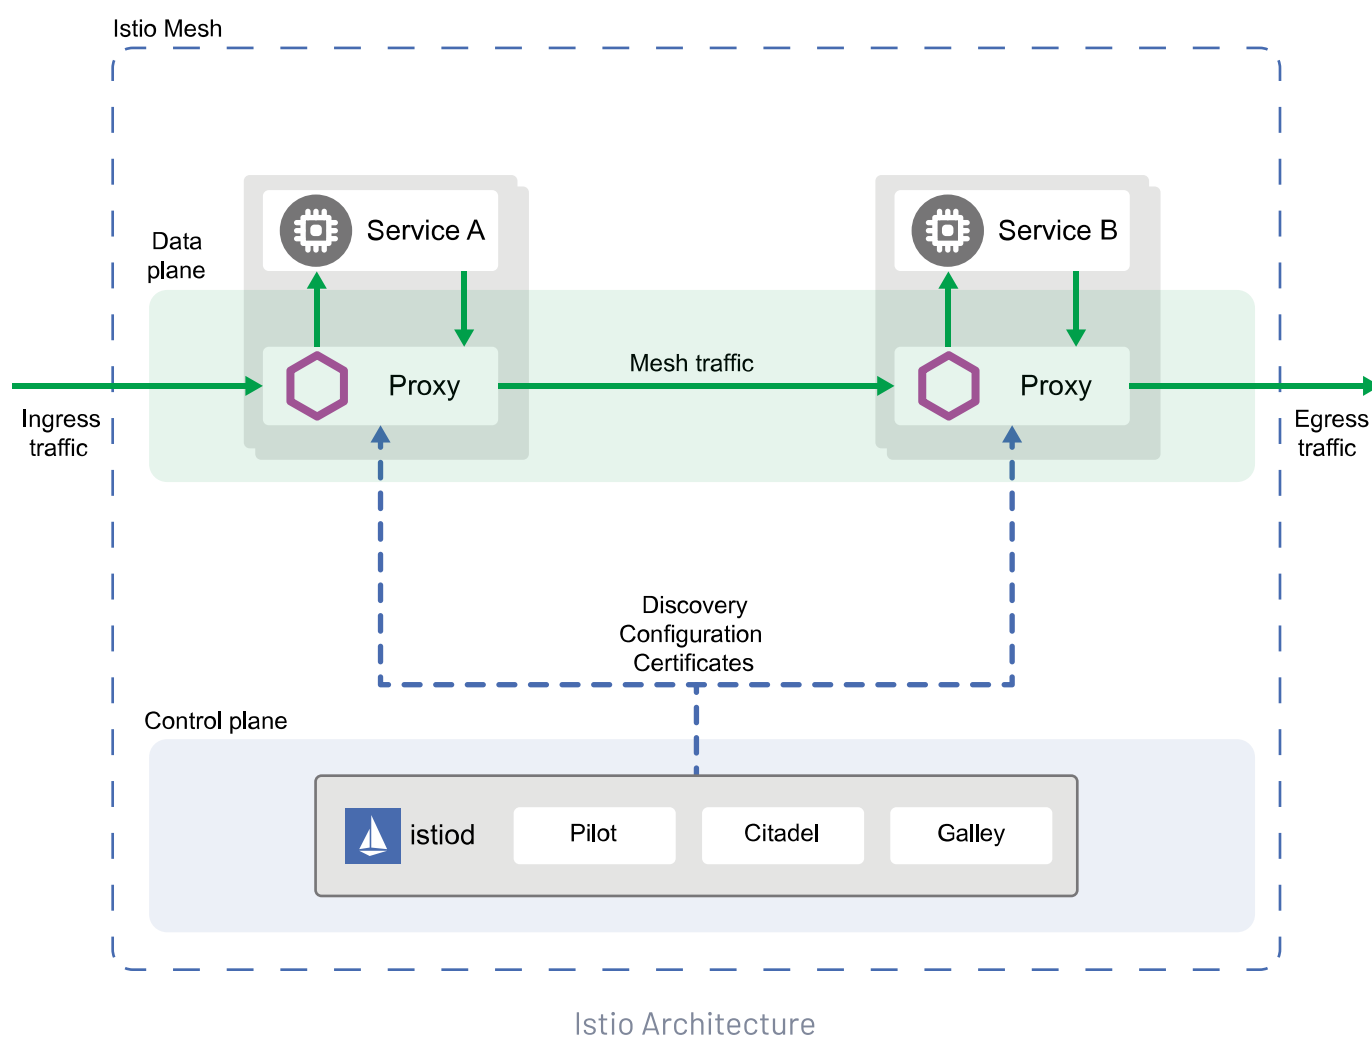 Istio Mesh
Service A
Service B
Data
plane
Mesh traffic
Proxy
Proxy
Ingress
traffic
Egress
traffic
Discovery
Configuration
Certificates
Control plane
istiod
Pilot
Citadel
Galley
Istio Architecture